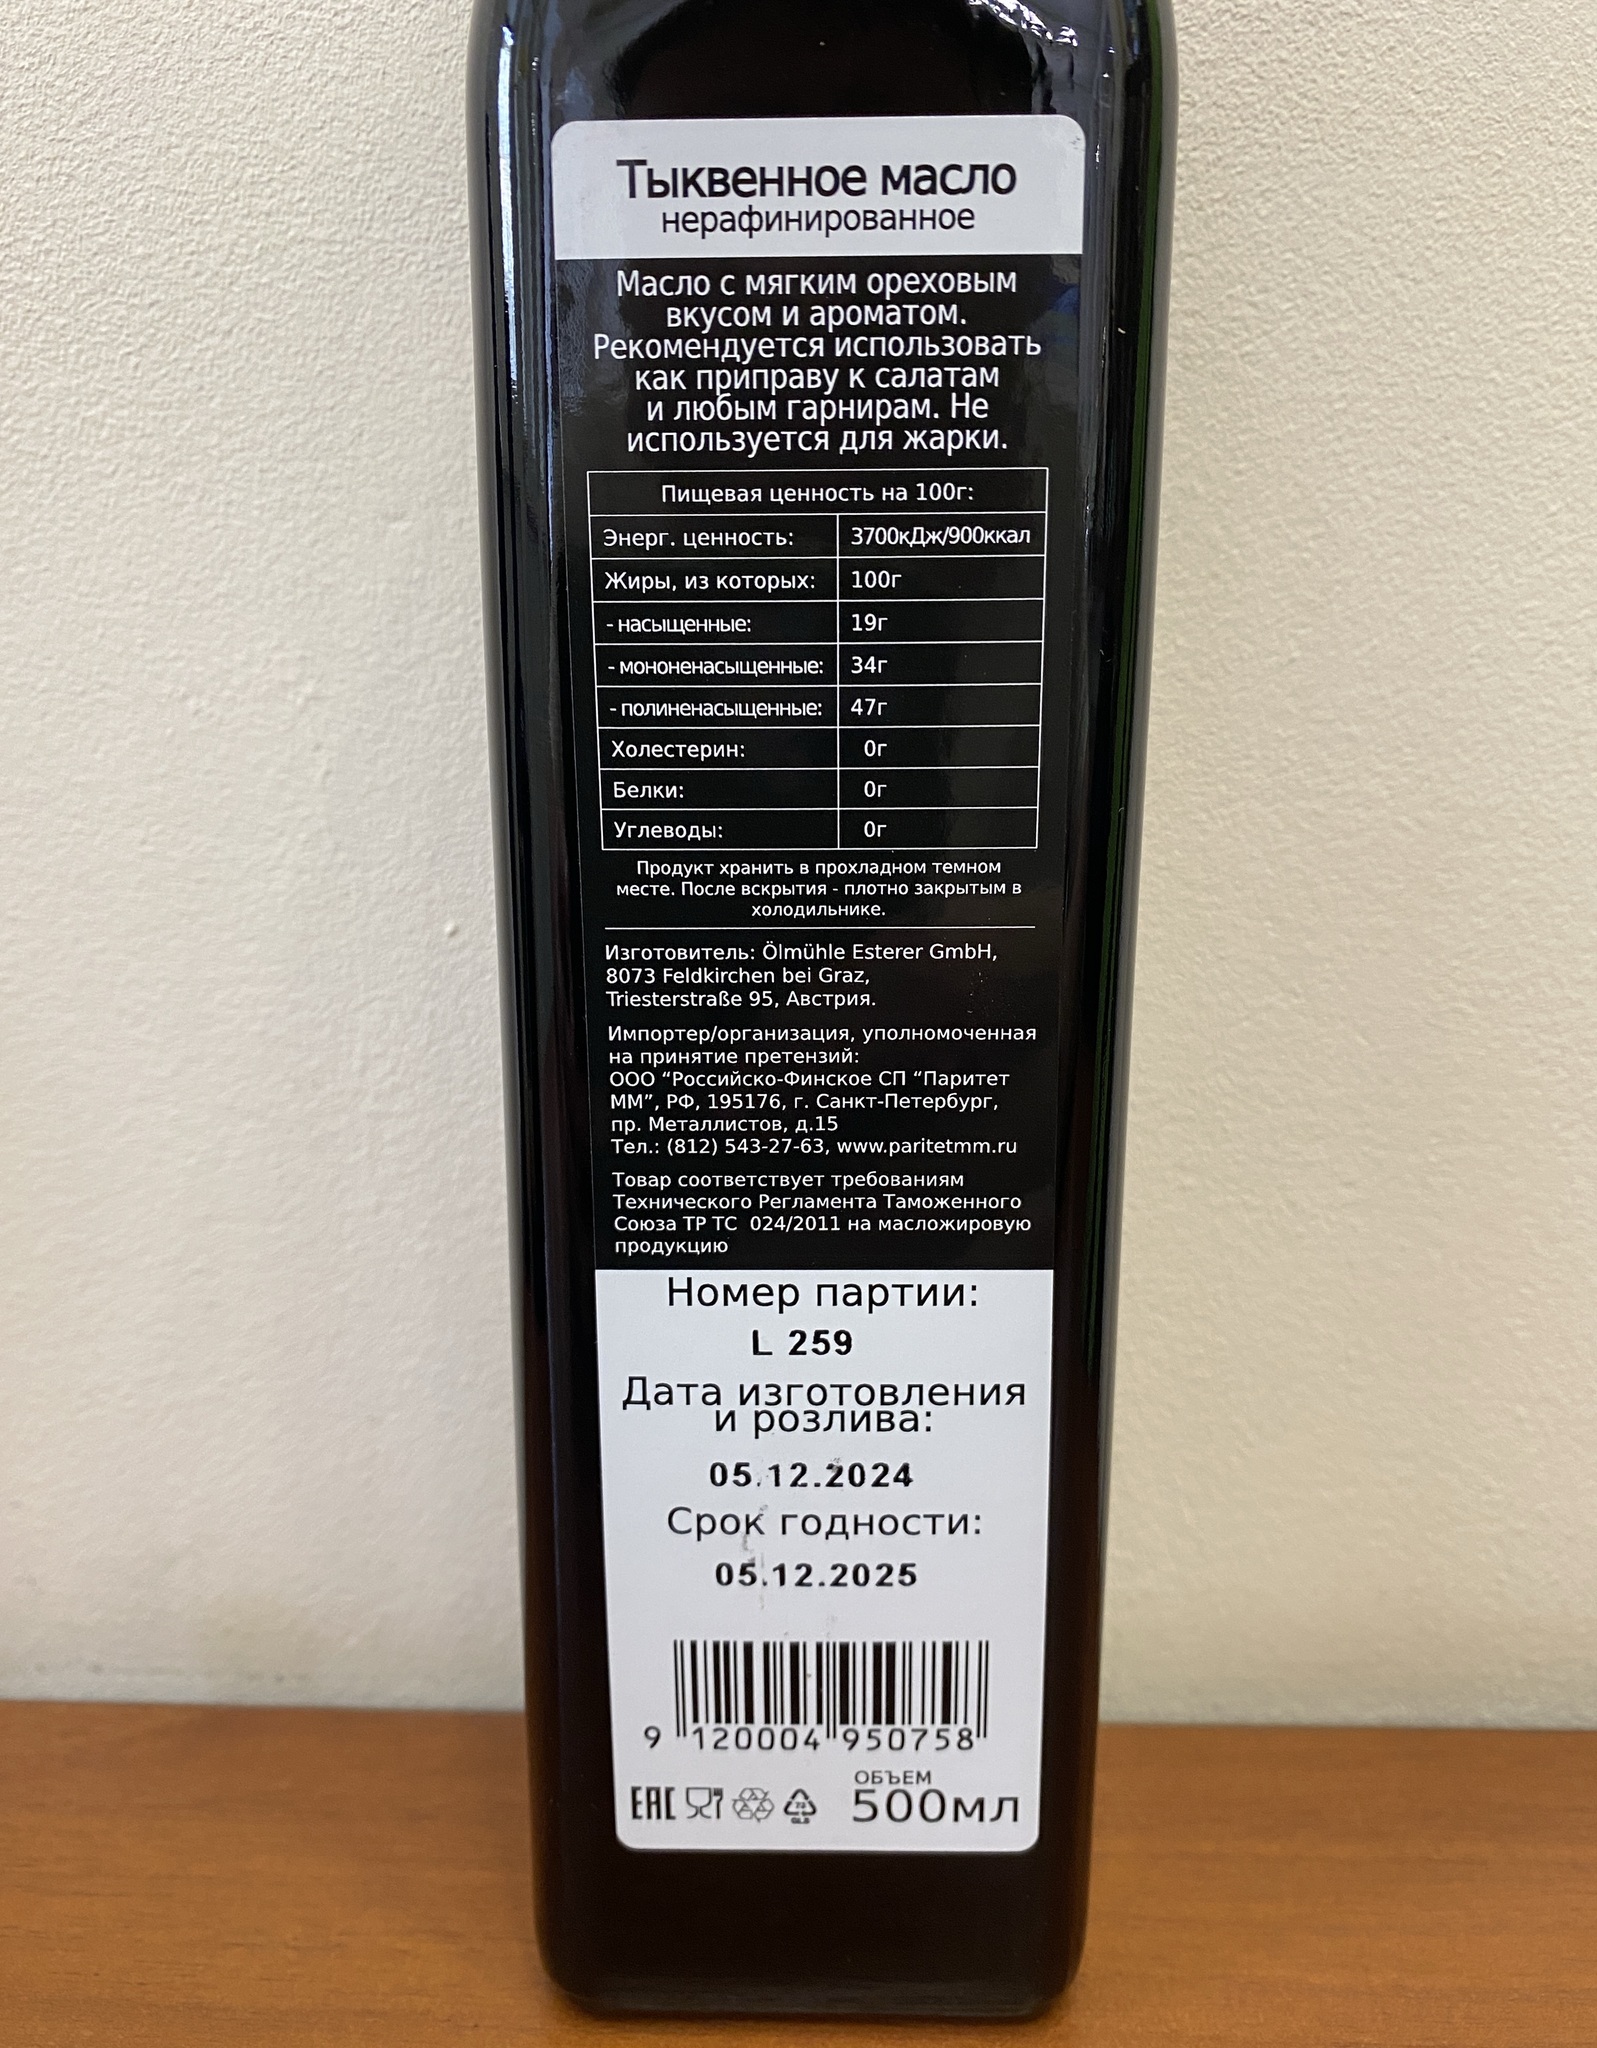 Тыквенное масло
нерафинированное
Масло с мягким ореховым
вкусом и ароматом.
Рекомендуется использовать
как приправу к салатам
и любым гарнирам. Не
используется для жарки.
Пищевая ценность на 100г:
Энерг. ценность: 3700кДж/900ккал
Жиры, из которых: 100г
- насыщенные: 19г
- мононенасыщенные: 34г
- полиненасыщенные: 47г
Холестерин: 0г
Белки: 0г
Углеводы: 0г
Продукт хранить в прохладном темном
месте. После вскрытия - плотно закрытым в
холодильнике.
Изготовитель: Ölmühle Esterer GmbH,
8073 Feldkirchen bei Graz,
Triesterstraße 95, Австрия.
Импортер/организация, уполномоченная
на принятие претензий:
ООО “Российско-Финское СП “Паритет
ММ”, РФ, 195176, г. Санкт-Петербург,
пр. Металлистов, д.15
Тел.: (812) 543-27-63, www.paritetmm.ru
Товар соответствует требованиям
Технического Регламента Таможенного
Союза ТР ТС 024/2011 на масложировую
продукцию
Номер партии:
L 259
Дата изготовления
и розлива:
05.12.2024
Срок годности:
05.12.2025
9 120004 950758
ОБЪЕМ
EAC 500мл